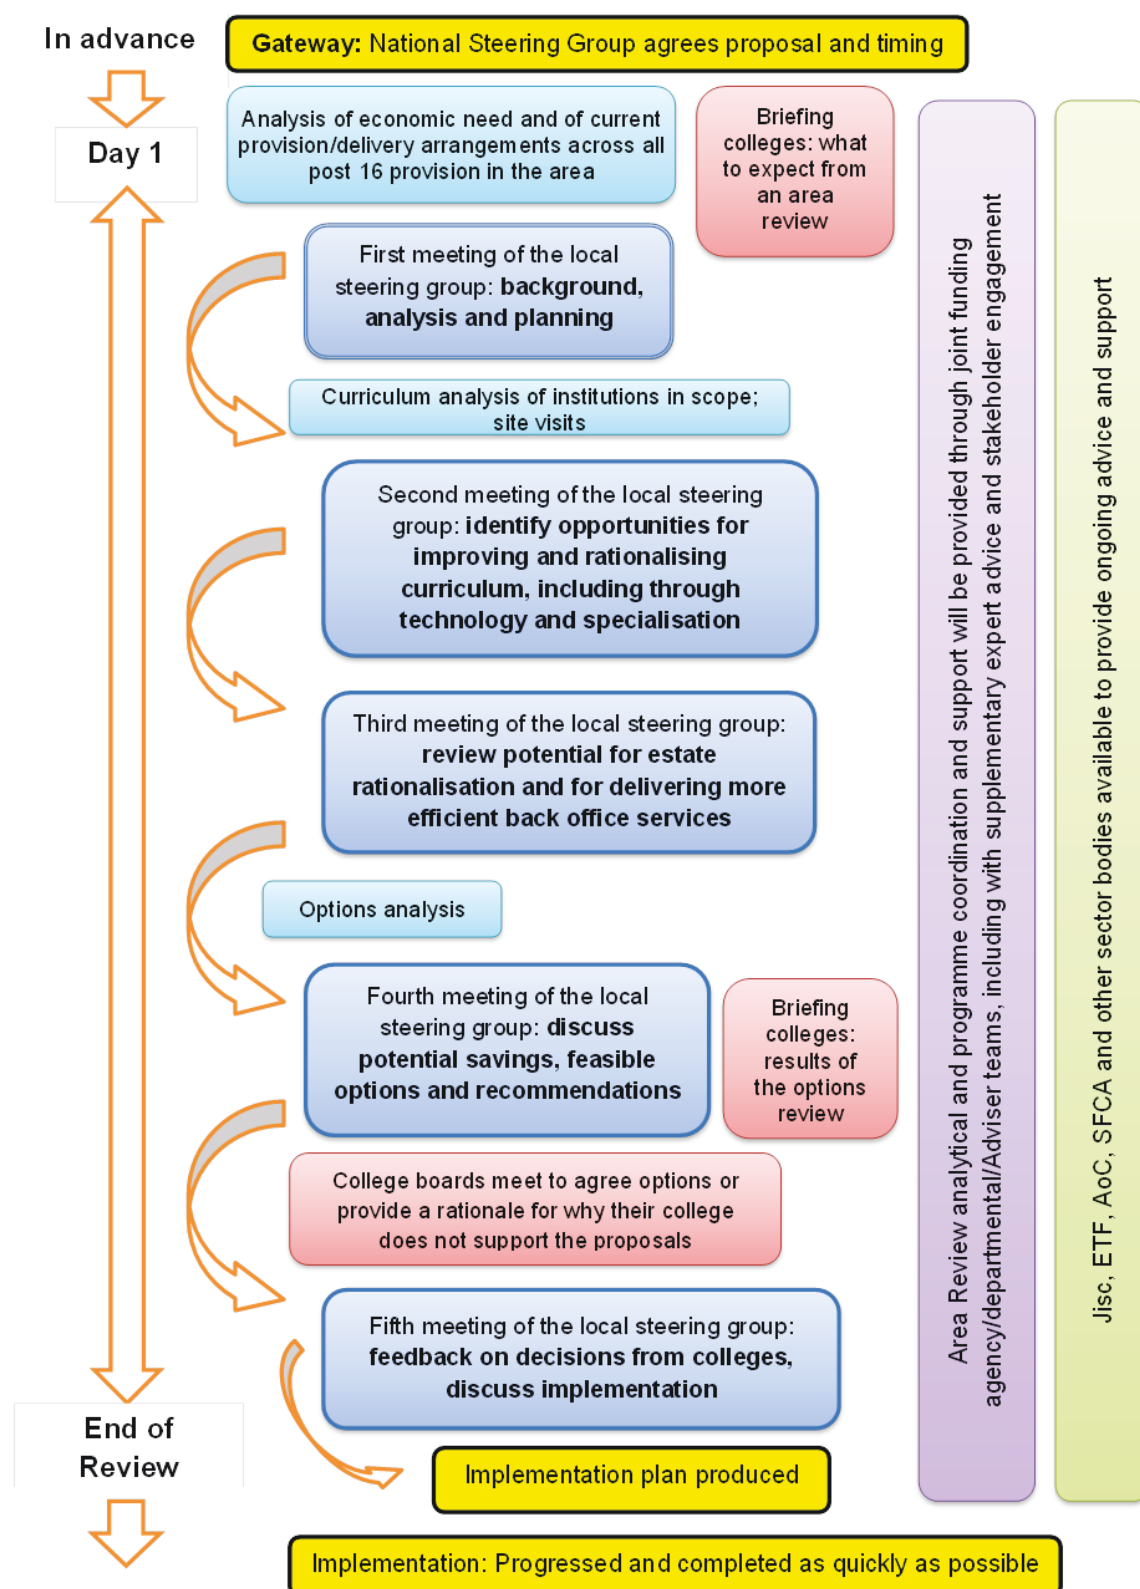 In advance
Gateway: National Steering Group agrees proposal and timing
Day 1
Analysis of economic need and of current
provision/delivery arrangements across all
post 16 provision in the area
Briefing
colleges: what
to expect from
an area
review
First meeting of the local
steering group: background,
analysis and planning
Curriculum analysis of institutions in scope;
site visits
Second meeting of the local steering
group: identify opportunities for
improving and rationalising
curriculum, including through
technology and specialisation
Third meeting of the local steering group:
review potential for estate
rationalisation and for delivering more
efficient back office services
Options analysis
Fourth meeting of the local
steering group: discuss
potential savings, feasible
options and recommendations
Briefing
colleges:
results of
the options
review
College boards meet to agree options or
provide a rationale for why their college
does not support the proposals
Fifth meeting of the local steering group:
feedback on decisions from colleges,
discuss implementation
End of
Review
Implementation plan produced
Implementation: Progressed and completed as quickly as possible
Area Review analytical and programme coordination and support will be provided through joint funding
agency/departmental/Adviser teams, including with supplementary expert advice and stakeholder engagement
Jisc, ETF, AoC, SFCA and other sector bodies available to provide ongoing advice and support